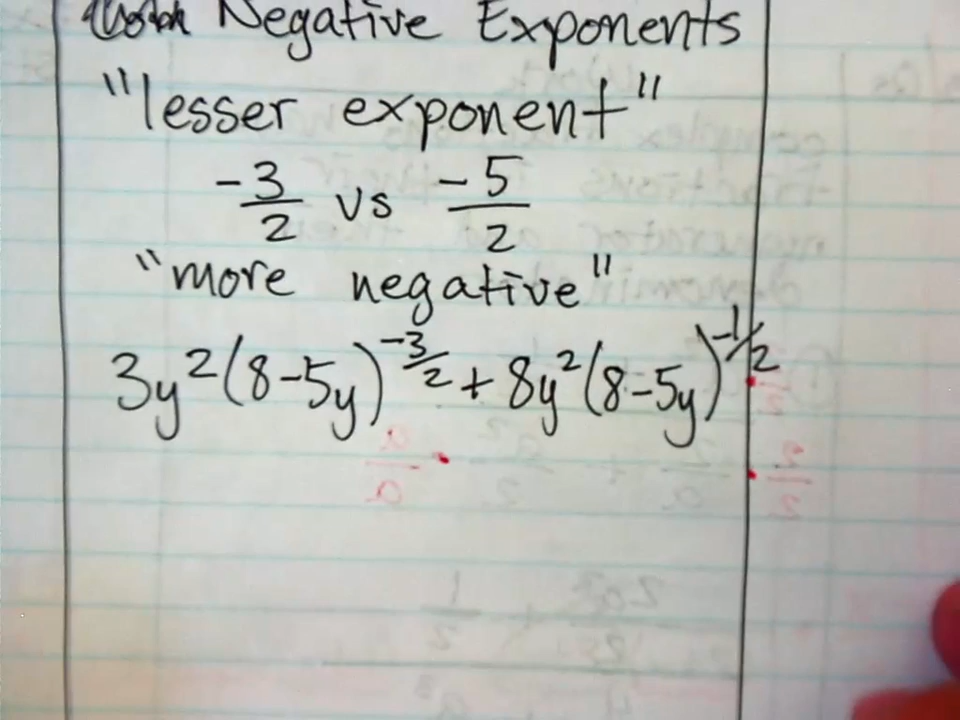 Negative Exponents
"lesser exponent"
-3/2 vs -5/2
"more negative"
3y²(8-5y)^-3/2 + 8y²(8-5y)^-1/2